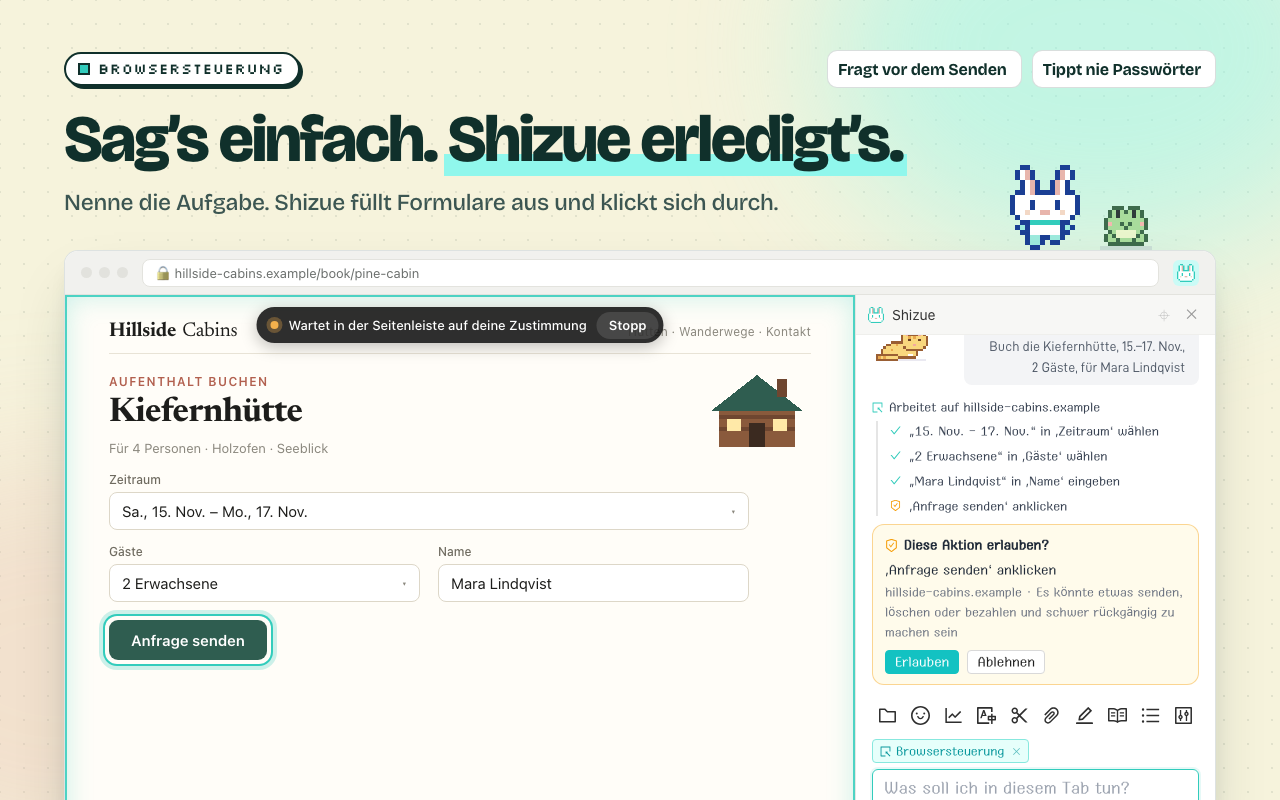 BROWSERSTEUERUNG
Fragt vor dem Senden
Tippt nie Passwörter
Sag's einfach. Shizue erledigt's.
Nenne die Aufgabe. Shizue füllt Formulare aus und klickt sich durch.
hillside-cabins.example/book/pine-cabin
Hillside Cabins
Wartet in der Seitenleiste auf deine Zustimmung
Stopp
· Wanderwege · Kontakt
AUFENTHALT BUCHEN
Kiefernhütte
Für 4 Personen · Holzofen · Seeblick
Zeitraum
Sa., 15. Nov. – Mo., 17. Nov.
Gäste
Name
2 Erwachsene
Mara Lindqvist
Anfrage senden
Shizue
Buch die Kiefernhütte, 15.–17. Nov.,
2 Gäste, für Mara Lindqvist
Arbeitet auf hillside-cabins.example
„15. Nov. – 17. Nov.“ in ‚Zeitraum‘ wählen
„2 Erwachsene“ in ‚Gäste‘ wählen
„Mara Lindqvist“ in ‚Name‘ eingeben
‚Anfrage senden‘ anklicken
Diese Aktion erlauben?
‚Anfrage senden‘ anklicken
hillside-cabins.example · Es könnte etwas senden,
löschen oder bezahlen und schwer rückgängig zu
machen sein
Erlauben
Ablehnen
Browsersteuerung
Was soll ich in diesem Tab tun?